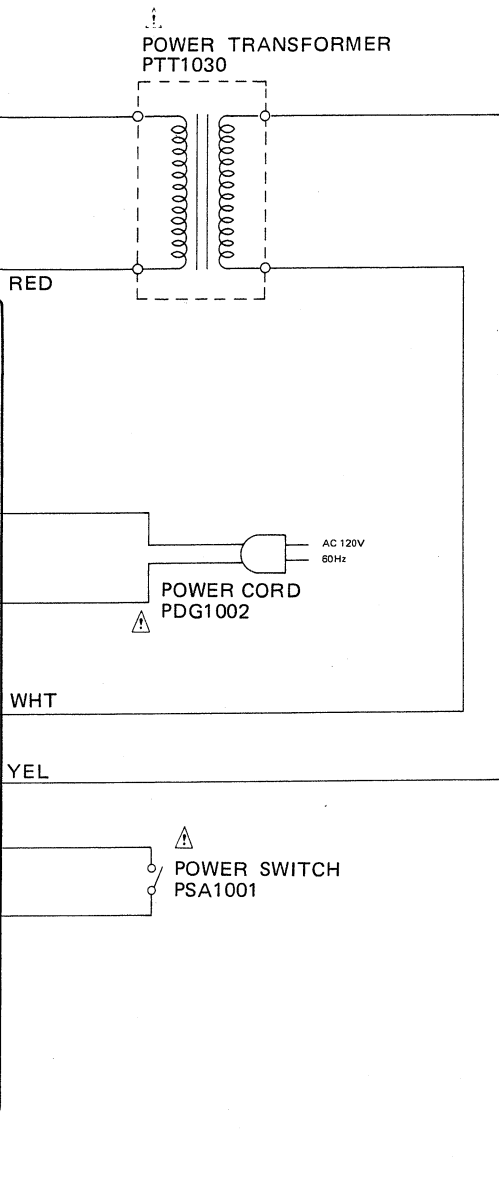 POWER TRANSFORMER
PTT1030
RED
AC 120V
60Hz
POWER CORD
PDG1002
WHT
YEL
POWER SWITCH
PSA1001